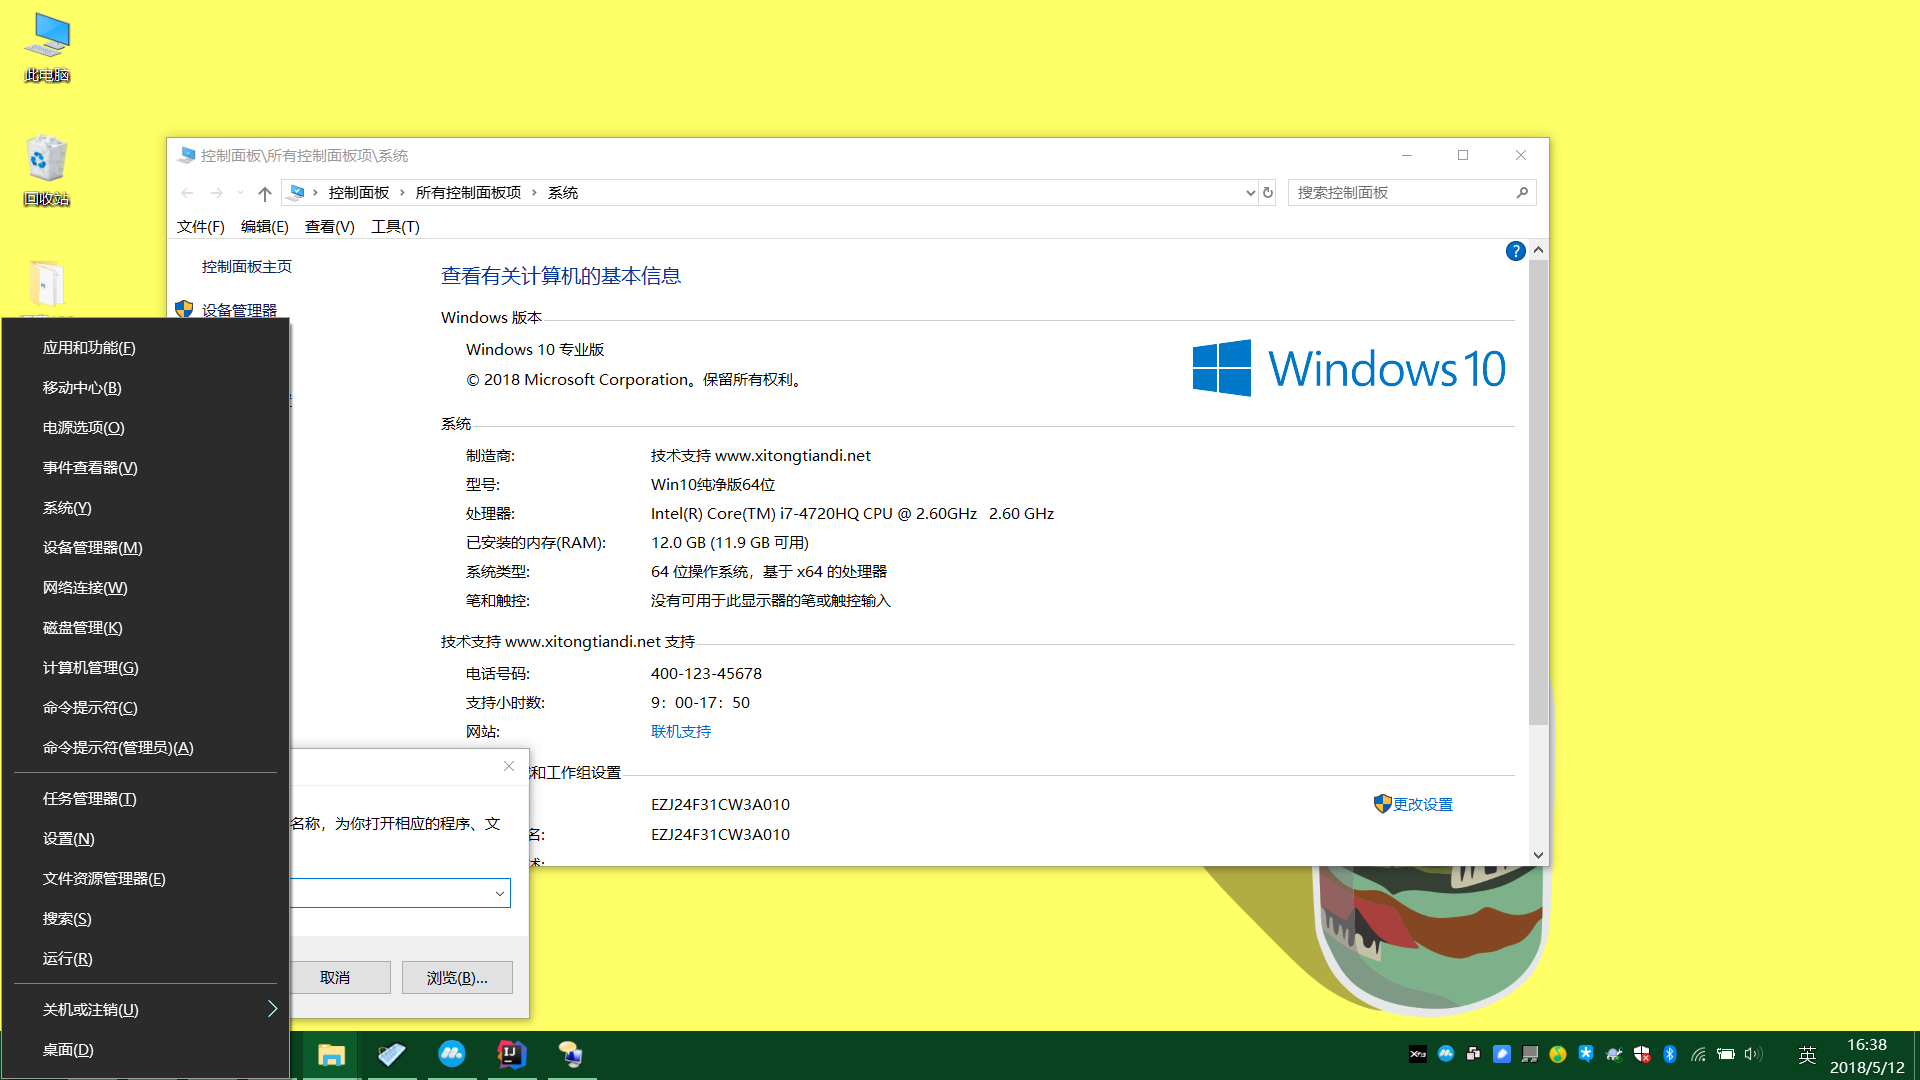 此电脑
回收站
控制面板\所有控制面板项\系统
控制面板 › 所有控制面板项 › 系统
搜索控制面板
文件(F) 编辑(E) 查看(V) 工具(T)
控制面板主页
设备管理器
查看有关计算机的基本信息
Windows 版本
Windows 10 专业版
© 2018 Microsoft Corporation。保留所有权利。
Windows 10
系统
制造商: 技术支持 www.xitongtiandi.net
型号: Win10纯净版64位
处理器: Intel(R) Core(TM) i7-4720HQ CPU @ 2.60GHz 2.60 GHz
已安装的内存(RAM): 12.0 GB (11.9 GB 可用)
系统类型: 64 位操作系统，基于 x64 的处理器
笔和触控: 没有可用于此显示器的笔或触控输入
技术支持 www.xitongtiandi.net 支持
电话号码: 400-123-45678
支持小时数: 9：00-17：50
网站: 联机支持
和工作组设置
EZJ24F31CW3A010
更改设置
名: EZJ24F31CW3A010
应用和功能(F)
移动中心(B)
电源选项(O)
事件查看器(V)
系统(Y)
设备管理器(M)
网络连接(W)
磁盘管理(K)
计算机管理(G)
命令提示符(C)
命令提示符(管理员)(A)
任务管理器(T)
设置(N)
文件资源管理器(E)
搜索(S)
运行(R)
关机或注销(U)
桌面(D)
名称，为你打开相应的程序、文
取消
浏览(B)...
英
16:38
2018/5/12